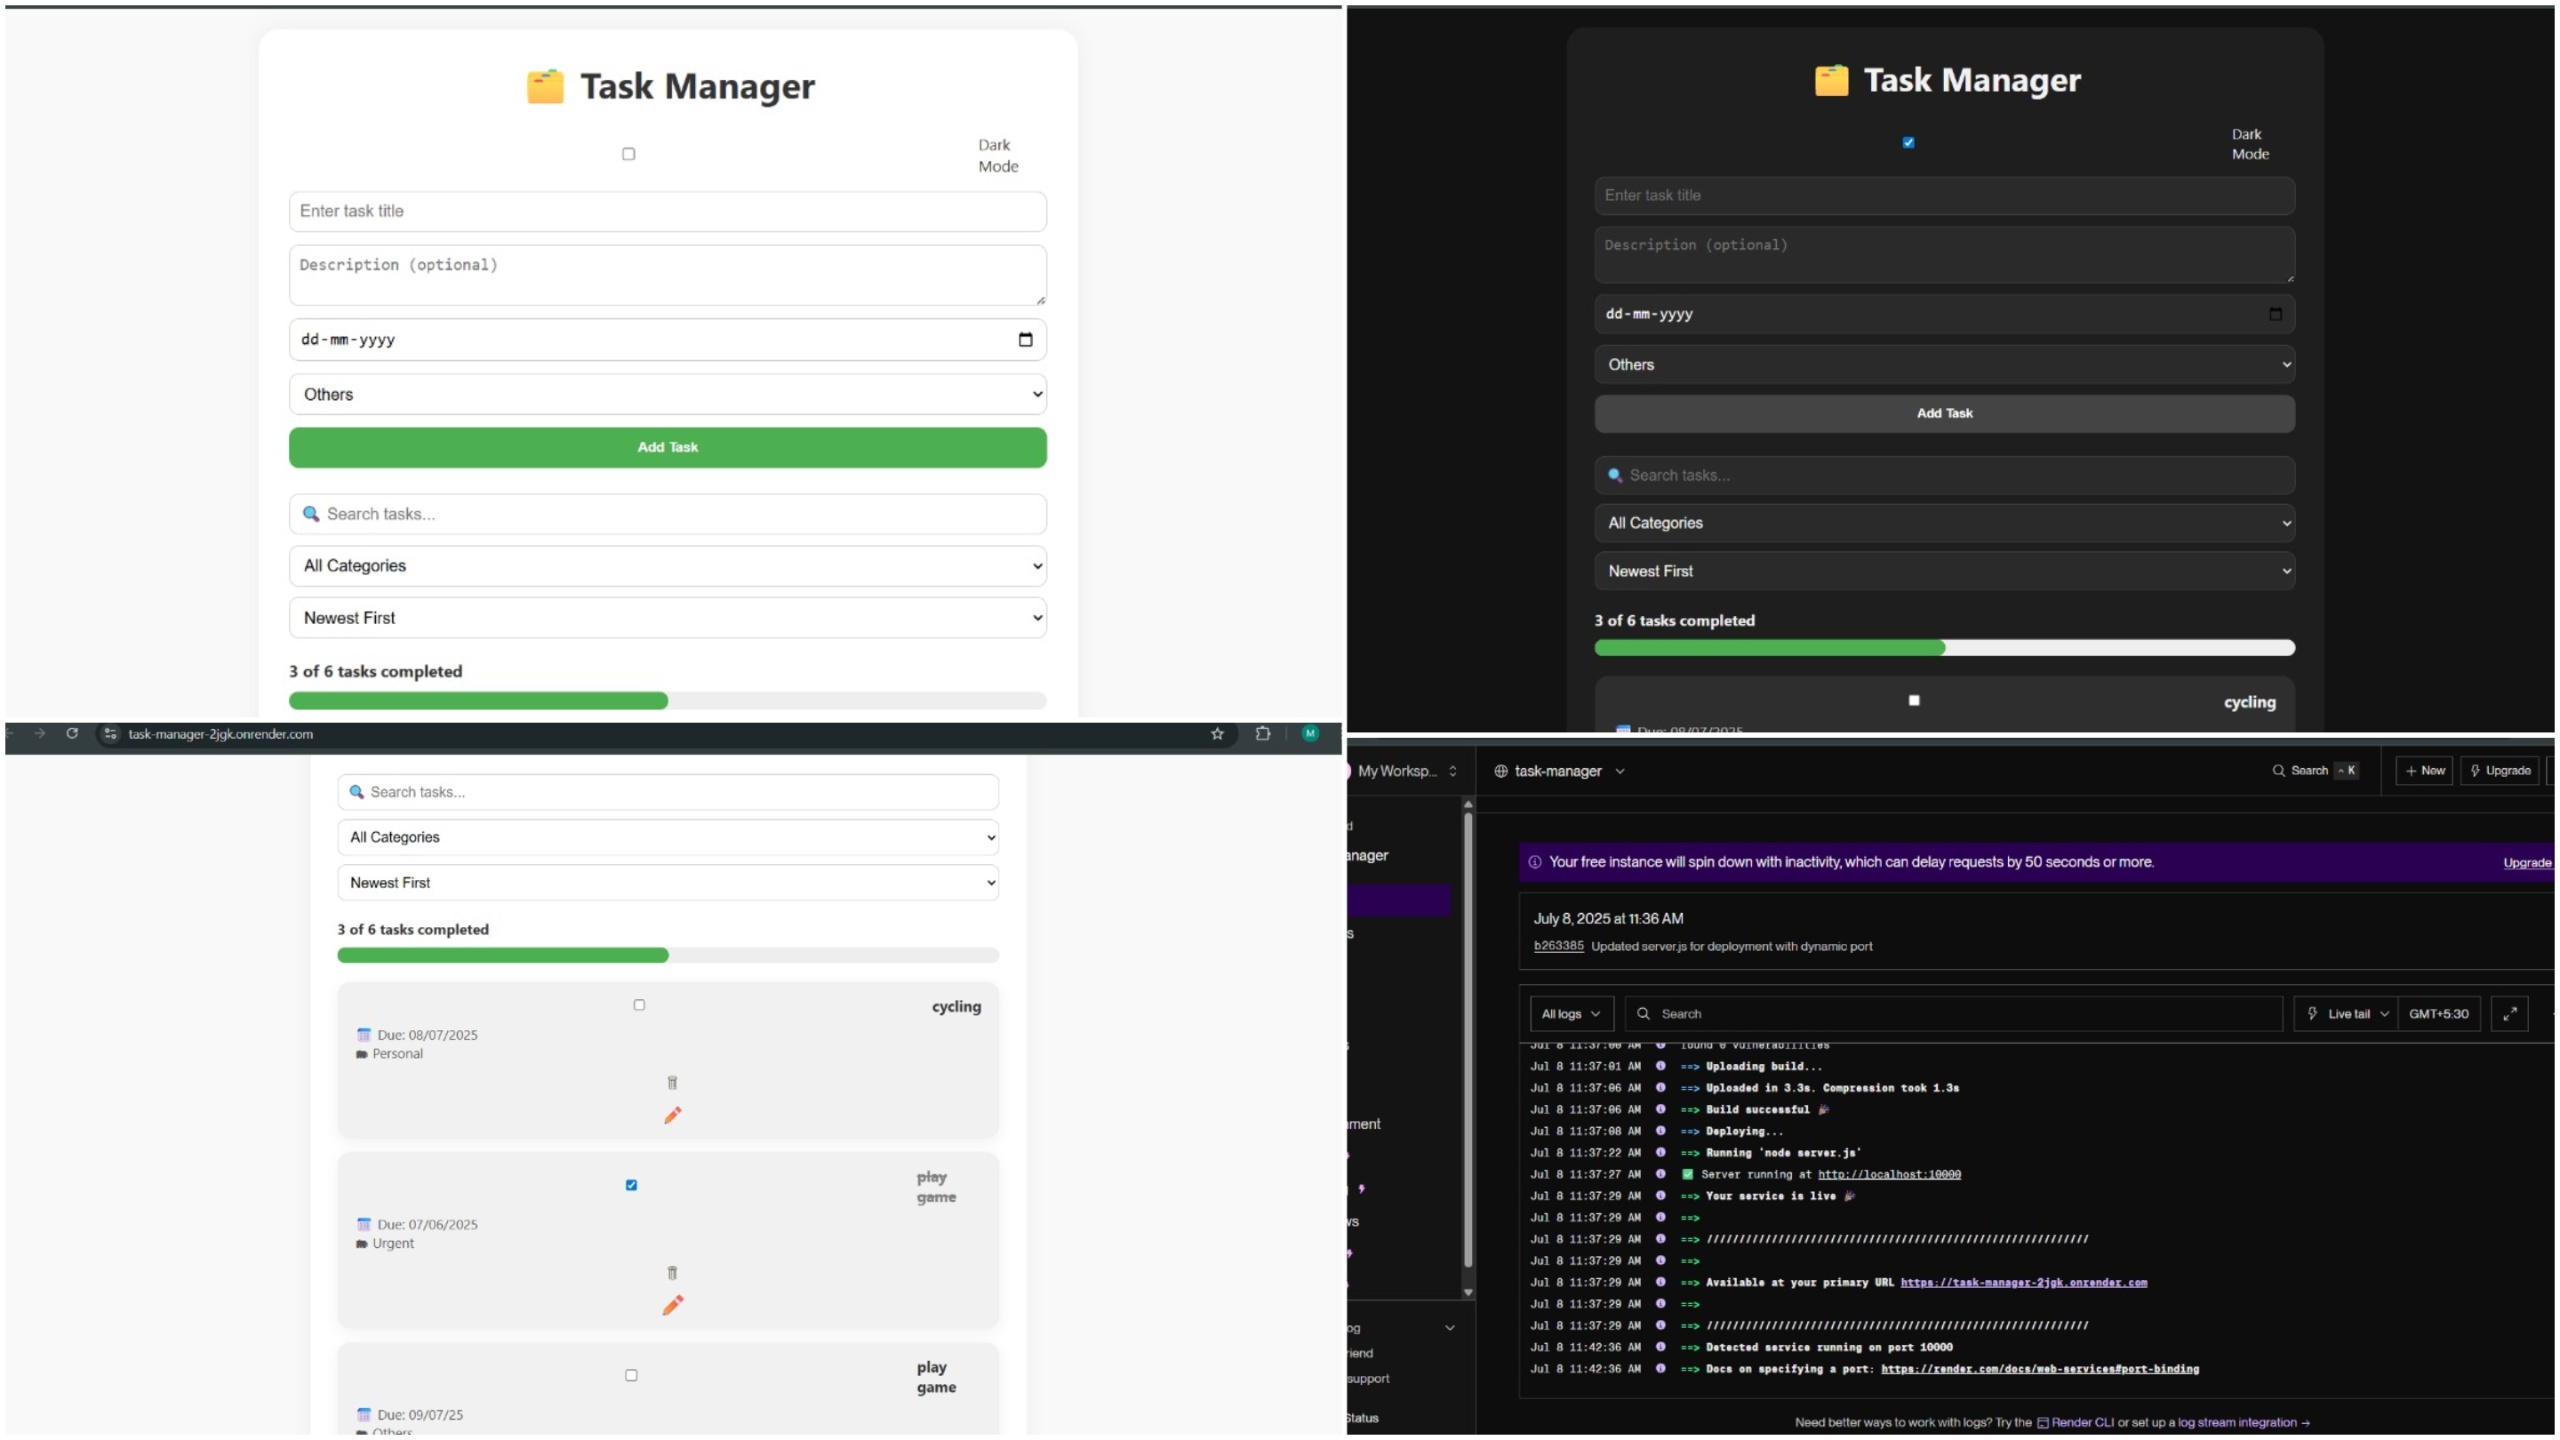 Task Manager
Dark
Mode
Enter task title
Description (optional)
dd-mm-yyyy
Others
Add Task
Search tasks...
All Categories
Newest First
3 of 6 tasks completed
Task Manager
Dark
Mode
Enter task title
Description (optional)
dd-mm-yyyy
Others
Add Task
Search tasks...
All Categories
Newest First
3 of 6 tasks completed
cycling
Due: 08/07/2025
task-manager-2jgk.onrender.com
M
Search tasks...
All Categories
Newest First
3 of 6 tasks completed
cycling
Due: 08/07/2025
Personal
play
game
Due: 07/06/2025
Urgent
play
game
Due: 09/07/25
Others
My Worksp...
task-manager
Search ^ K
+ New
Upgrade
d
anager
s
s
nment
ws
og
riend
support
Status
Your free instance will spin down with inactivity, which can delay requests by 50 seconds or more.
Upgrade
July 8, 2025 at 11:36 AM
b263385 Updated server.js for deployment with dynamic port
All logs
Search
Live tail
GMT+5:30
Jul 8 11:37:00 AM found 0 vulnerabilities
Jul 8 11:37:01 AM ==> Uploading build...
Jul 8 11:37:06 AM ==> Uploaded in 3.3s. Compression took 1.3s
Jul 8 11:37:06 AM ==> Build successful 🎉
Jul 8 11:37:08 AM ==> Deploying...
Jul 8 11:37:22 AM ==> Running 'node server.js'
Jul 8 11:37:27 AM ✅ Server running at http://localhost:10000
Jul 8 11:37:29 AM ==> Your service is live 🎉
Jul 8 11:37:29 AM ==>
Jul 8 11:37:29 AM ==> ///////////////////////////////////////////////////////////
Jul 8 11:37:29 AM ==>
Jul 8 11:37:29 AM ==> Available at your primary URL https://task-manager-2jgk.onrender.com
Jul 8 11:37:29 AM ==>
Jul 8 11:37:29 AM ==> ///////////////////////////////////////////////////////////
Jul 8 11:42:36 AM ==> Detected service running on port 10000
Jul 8 11:42:36 AM ==> Docs on specifying a port: https://render.com/docs/web-services#port-binding
Need better ways to work with logs? Try the Render CLI or set up a log stream integration →